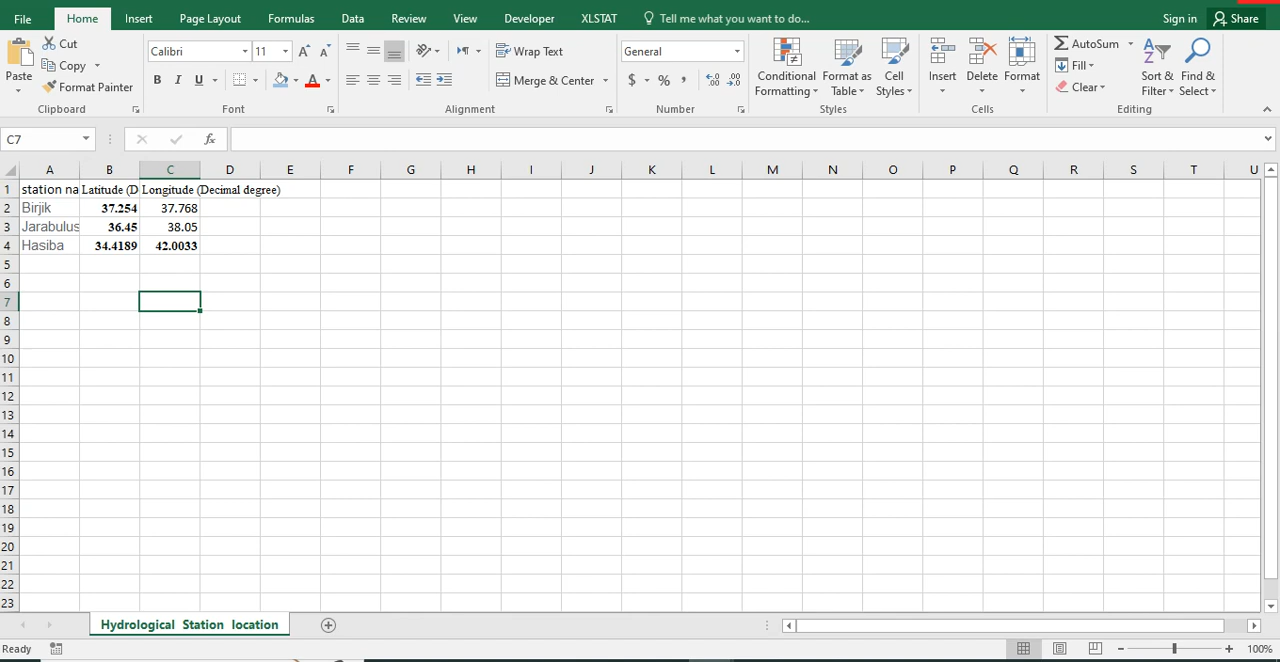 File Home Insert Page Layout Formulas Data Review View Developer XLSTAT Tell me what you want to do... Sign in Share
Paste Cut Copy Format Painter
Calibri 11 B I U A A A
Wrap Text Merge & Center
General $ % ,
Conditional Formatting Format as Table Cell Styles
Insert Delete Format
AutoSum Fill Clear Sort & Filter Find & Select
Clipboard Font Alignment Number Styles Cells Editing
C7 fx
A B C D E F G H I J K L M N O P Q R S T U
1 station na Latitude (D Longitude (Decimal degree)
2 Birjik 37.254 37.768
3 Jarabulus 36.45 38.05
4 Hasiba 34.4189 42.0033
5
6
7
8
9
10
11
12
13
14
15
16
17
18
19
20
21
22
23
Hydrological Station location
Ready 100%